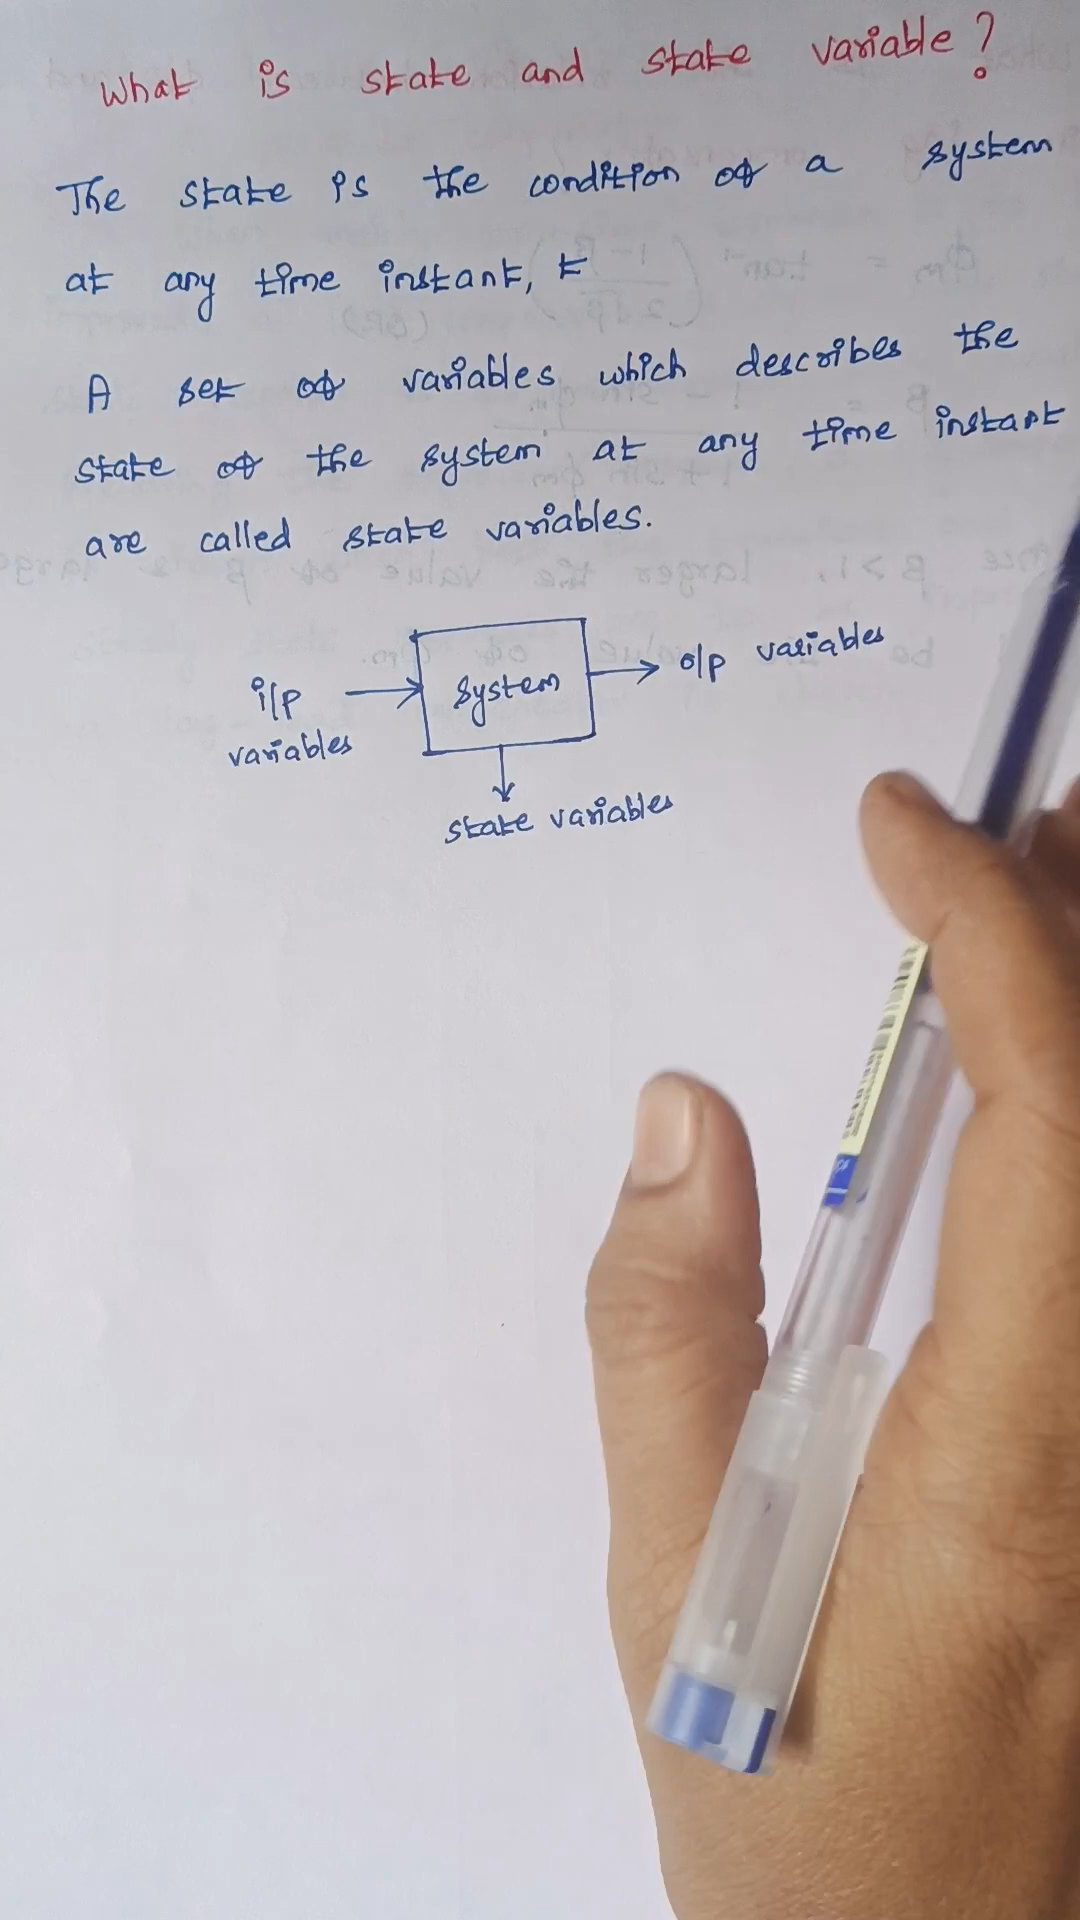 What is state and state variable?
The state is the condition of a system
at any time instant, t
A set of variables which describes the
state of the system at any time instant
are called state variables.
i/p variables
system
o/p variables
state variables